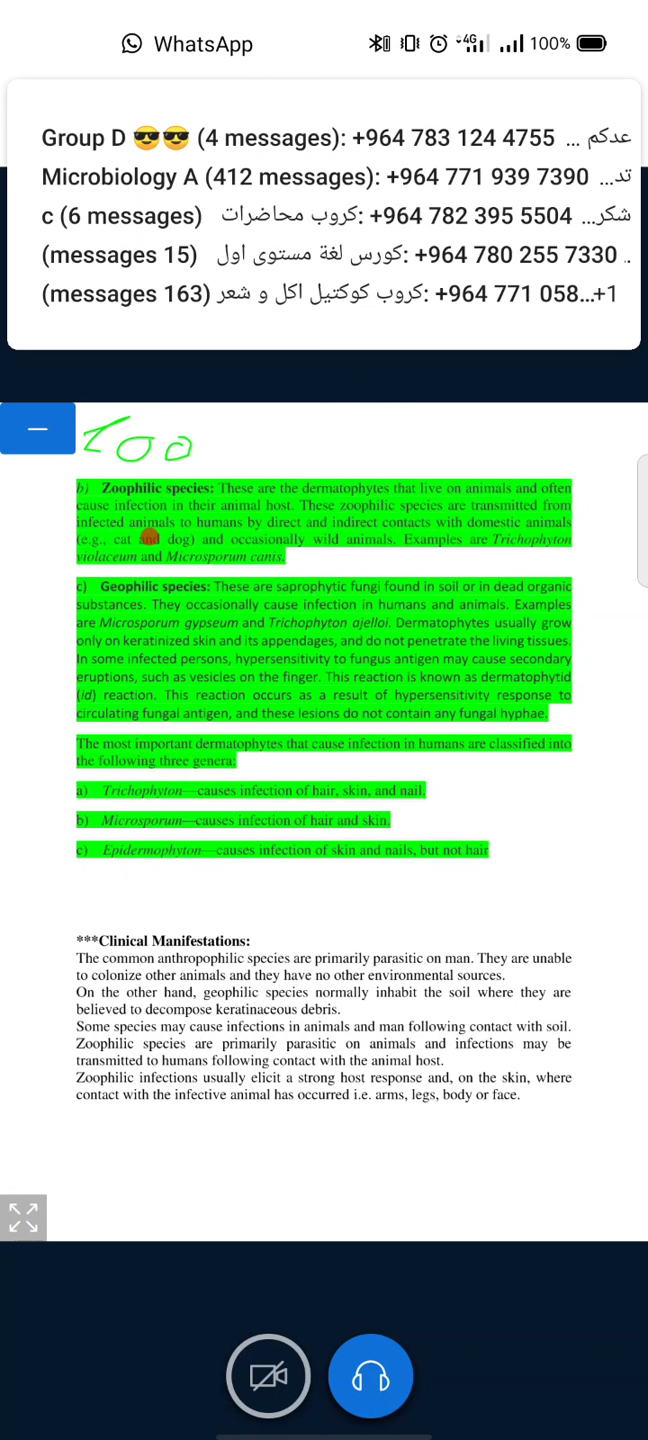 WhatsApp 4G 100%
Group D 😎😎 (4 messages): +964 783 124 4755 ... عدكم
Microbiology A (412 messages): +964 771 939 7390 ...تد
c (6 messages) كروب محاضرات: +964 782 395 5504 ...شكر
(messages 15) كورس لغة مستوى اول: +964 780 255 7330 ..
(messages 163) كروب كوكتيل اكل و شعر: +964 771 058...+1
Zoo
b) Zoophilic species: These are the dermatophytes that live on animals and often
cause infection in their animal host. These zoophilic species are transmitted from
infected animals to humans by direct and indirect contacts with domestic animals
(e.g., cat and dog) and occasionally wild animals. Examples are Trichophyton
violaceum and Microsporum canis.
c) Geophilic species: These are saprophytic fungi found in soil or in dead organic
substances. They occasionally cause infection in humans and animals. Examples
are Microsporum gypseum and Trichophyton ajelloi. Dermatophytes usually grow
only on keratinized skin and its appendages, and do not penetrate the living tissues.
In some infected persons, hypersensitivity to fungus antigen may cause secondary
eruptions, such as vesicles on the finger. This reaction is known as dermatophytid
(id) reaction. This reaction occurs as a result of hypersensitivity response to
circulating fungal antigen, and these lesions do not contain any fungal hyphae.
The most important dermatophytes that cause infection in humans are classified into
the following three genera:
a) Trichophyton—causes infection of hair, skin, and nail.
b) Microsporum—causes infection of hair and skin.
c) Epidermophyton—causes infection of skin and nails, but not hair
***Clinical Manifestations:
The common anthropophilic species are primarily parasitic on man. They are unable
to colonize other animals and they have no other environmental sources.
On the other hand, geophilic species normally inhabit the soil where they are
believed to decompose keratinaceous debris.
Some species may cause infections in animals and man following contact with soil.
Zoophilic species are primarily parasitic on animals and infections may be
transmitted to humans following contact with the animal host.
Zoophilic infections usually elicit a strong host response and, on the skin, where
contact with the infective animal has occurred i.e. arms, legs, body or face.